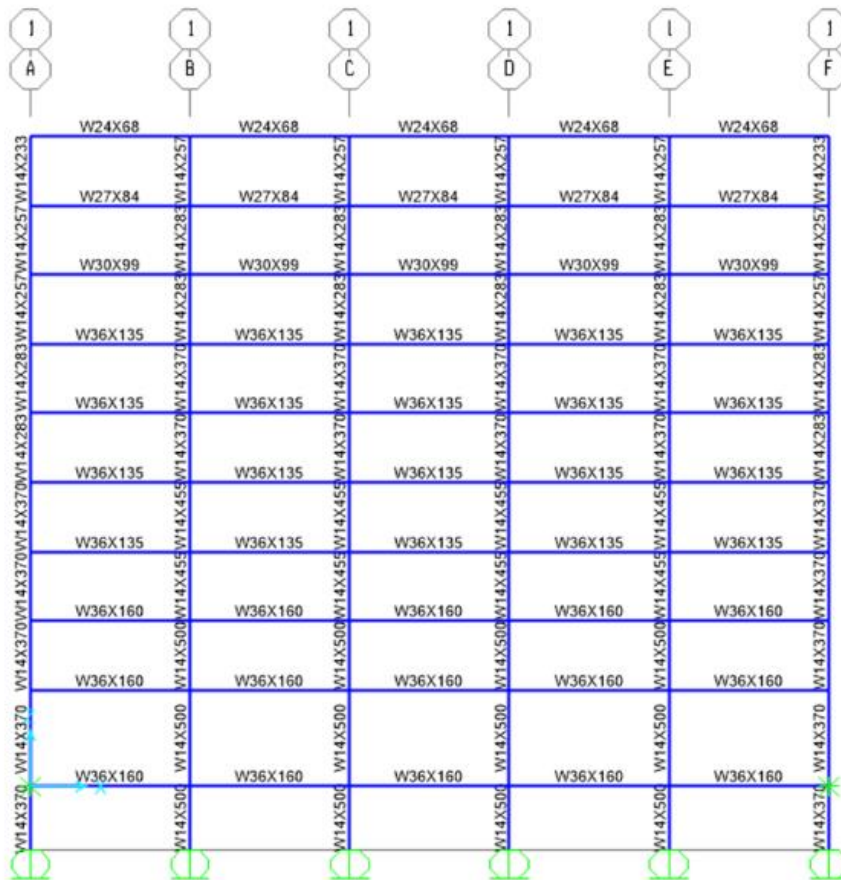 1 1 1 1 l 1
A B C D E F
W24X68 W24X68 W24X68 W24X68 W24X68
W14X233 W14X257 W14X257 W14X257 W14X257 W14X233
W27X84 W27X84 W27X84 W27X84 W27X84
W14X257 W14X283 W14X283 W14X283 W14X283 W14X257
W30X99 W30X99 W30X99 W30X99 W30X99
W14X257 W14X283 W14X283 W14X283 W14X283 W14X257
W36X135 W36X135 W36X135 W36X135 W36X135
W14X283 W14X370 W14X370 W14X370 W14X370 W14X283
W36X135 W36X135 W36X135 W36X135 W36X135
W14X283 W14X370 W14X370 W14X370 W14X370 W14X283
W36X135 W36X135 W36X135 W36X135 W36X135
W14X370 W14X455 W14X455 W14X455 W14X455 W14X370
W36X135 W36X135 W36X135 W36X135 W36X135
W14X370 W14X455 W14X455 W14X455 W14X455 W14X370
W36X160 W36X160 W36X160 W36X160 W36X160
W14X370 W14X500 W14X500 W14X500 W14X500 W14X370
W36X160 W36X160 W36X160 W36X160 W36X160
W14X370 W14X500 W14X500 W14X500 W14X500 W14X370
W36X160 W36X160 W36X160 W36X160 W36X160
X
W14X370 W14X500 W14X500 W14X500 W14X500 W14X370